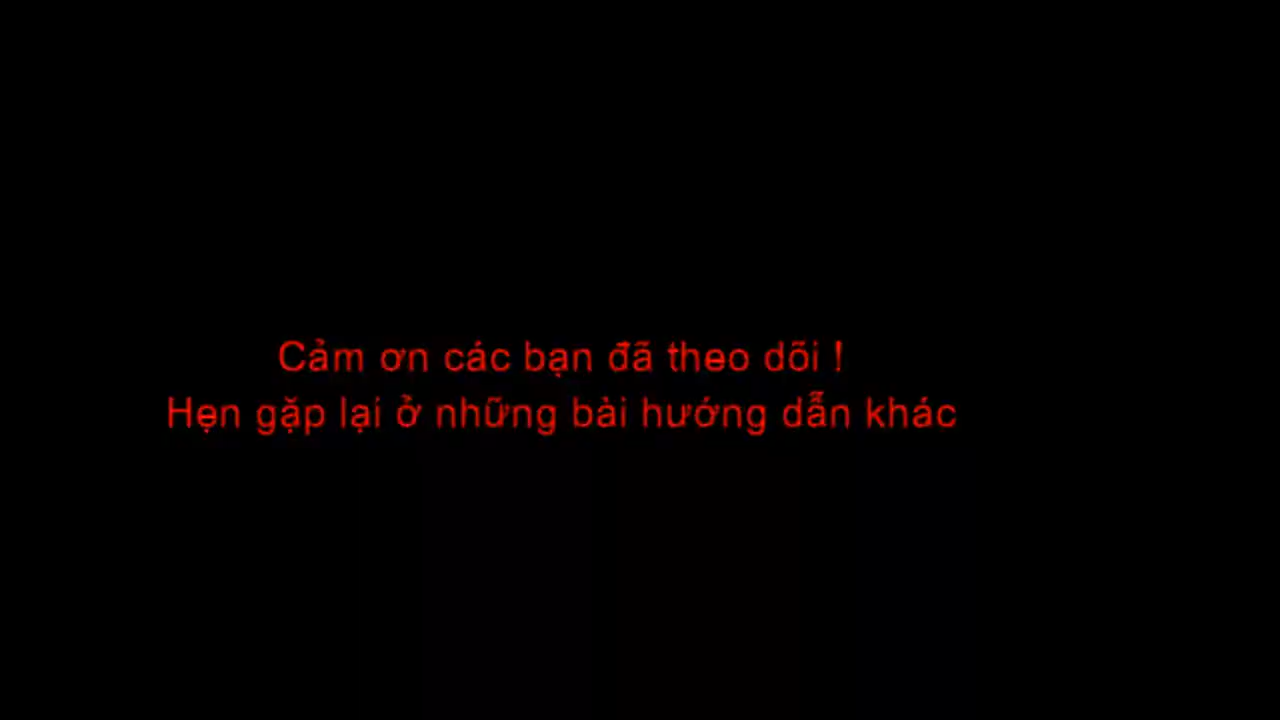 Cảm ơn các bạn đã theo dõi !
Hẹn gặp lại ở những bài hướng dẫn khác